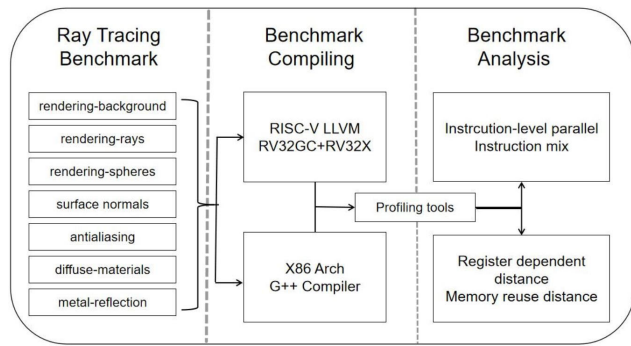 Ray Tracing
Benchmark
rendering-background
rendering-rays
rendering-spheres
surface normals
antialiasing
diffuse-materials
metal-reflection
Benchmark
Compiling
RISC-V LLVM
RV32GC+RV32X
X86 Arch
G++ Compiler
Profiling tools
Benchmark
Analysis
Instrcution-level parallel
Instruction mix
Register dependent
distance
Memory reuse distance